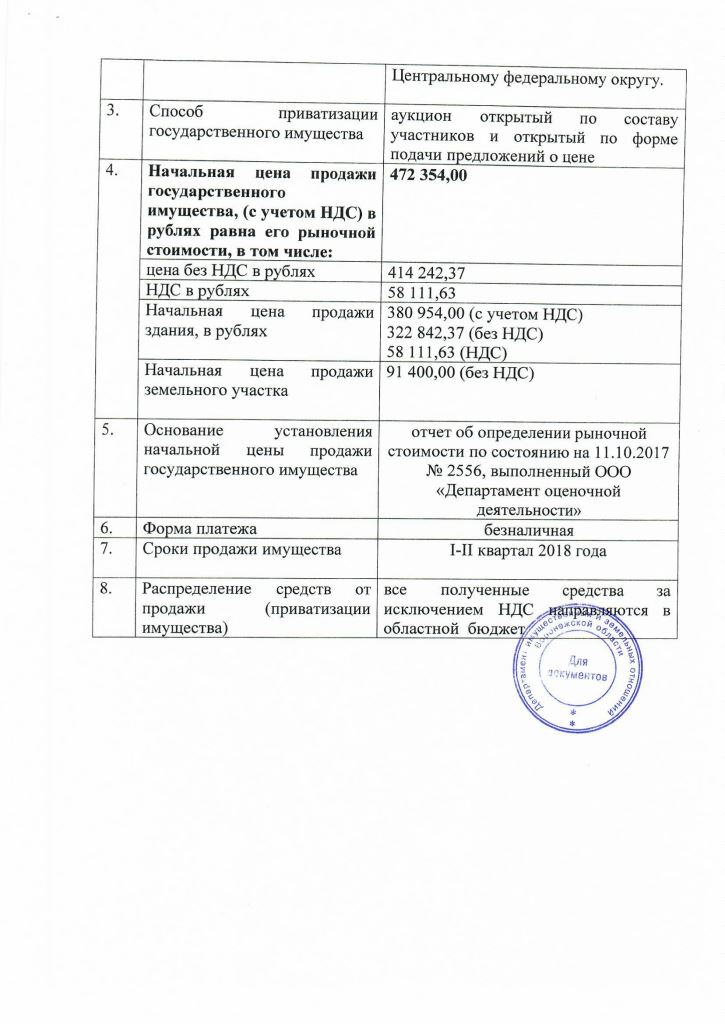 Центральному федеральному округу.
3. Способ приватизации государственного имущества
аукцион открытый по составу
участников и открытый по форме
подачи предложений о цене
4. Начальная цена продажи
государственного
имущества, (с учетом НДС) в
рублях равна его рыночной
стоимости, в том числе:
472 354,00
цена без НДС в рублях 414 242,37
НДС в рублях 58 111,63
Начальная цена продажи
здания, в рублях
380 954,00 (с учетом НДС)
322 842,37 (без НДС)
58 111,63 (НДС)
Начальная цена продажи
земельного участка
91 400,00 (без НДС)
5. Основание установления
начальной цены продажи
государственного имущества
отчет об определении рыночной
стоимости по состоянию на 11.10.2017
№ 2556, выполненный ООО
«Департамент оценочной
деятельности»
6. Форма платежа безналичная
7. Сроки продажи имущества I-II квартал 2018 года
8. Распределение средств от
продажи (приватизации
имущества)
все полученные средства за
исключением НДС направляются в
областной бюджет
Департамент имущественных и земельных отношений
Воронежской области
Для
документов